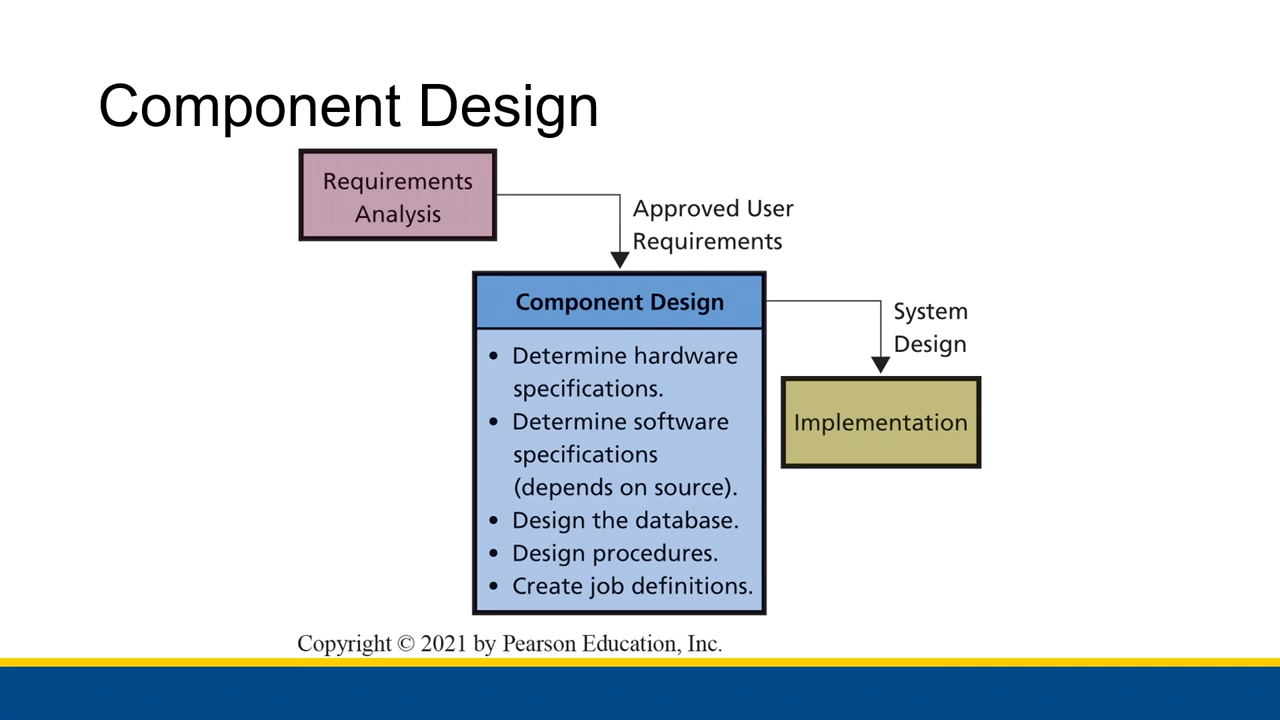 Component Design
Requirements
Analysis
Approved User
Requirements
Component Design
• Determine hardware
specifications.
• Determine software
specifications
(depends on source).
• Design the database.
• Design procedures.
• Create job definitions.
System
Design
Implementation
Copyright © 2021 by Pearson Education, Inc.